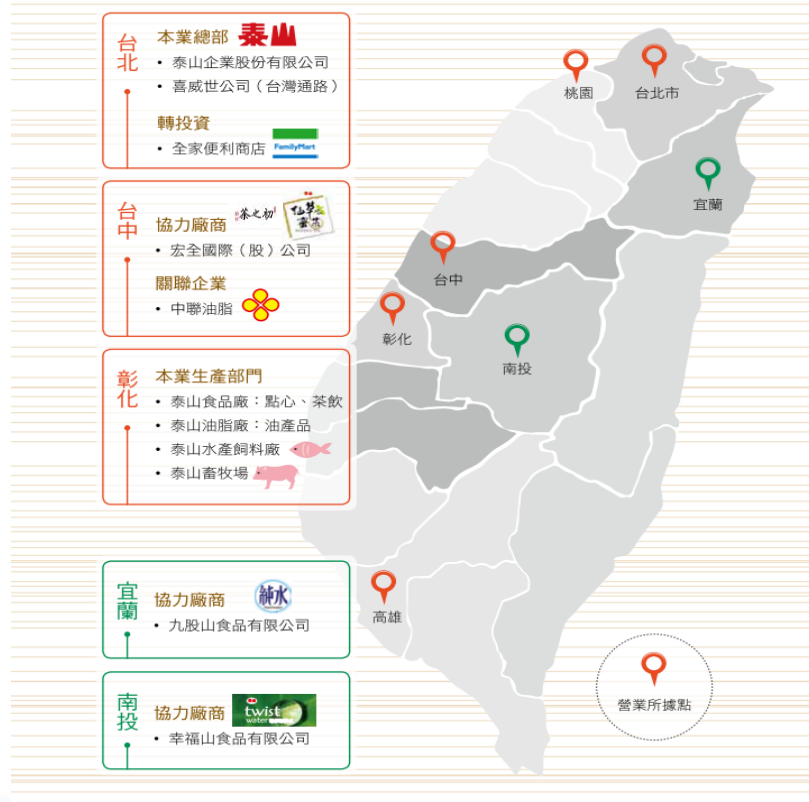 台北
本業總部 泰山
• 泰山企業股份有限公司
• 喜威世公司（台灣通路）
轉投資
• 全家便利商店 FamilyMart
台中
協力廠商 茶之初 仙草蜜茶
• 宏全國際（股）公司
關聯企業
• 中聯油脂
彰化
本業生產部門
• 泰山食品廠：點心、茶飲
• 泰山油脂廠：油產品
• 泰山水產飼料廠
• 泰山畜牧場
宜蘭
協力廠商 純水
• 九股山食品有限公司
南投
協力廠商 twist water
• 幸福山食品有限公司
桃園
台北市
宜蘭
台中
彰化
南投
高雄
營業所據點